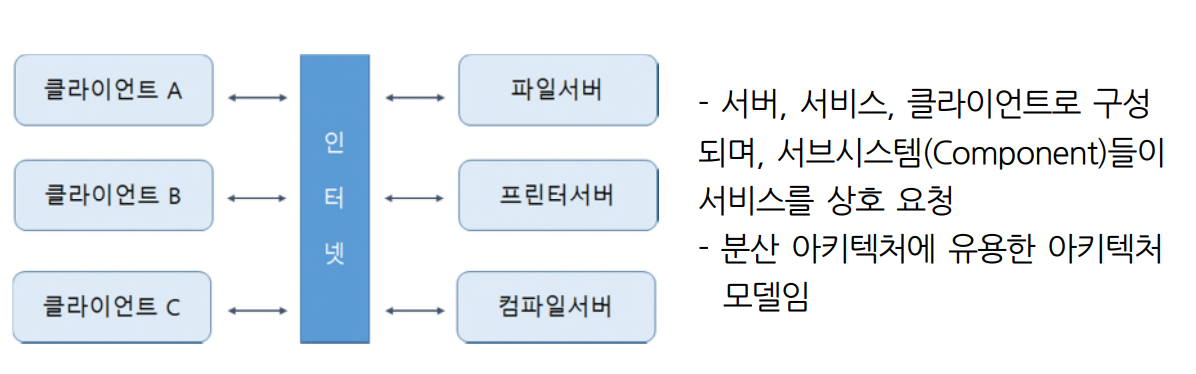 클라이언트 A
클라이언트 B
클라이언트 C
인
터
넷
파일서버
프린터서버
컴파일서버
- 서버, 서비스, 클라이언트로 구성
되며, 서브시스템(Component)들이
서비스를 상호 요청
- 분산 아키텍처에 유용한 아키텍처
모델임